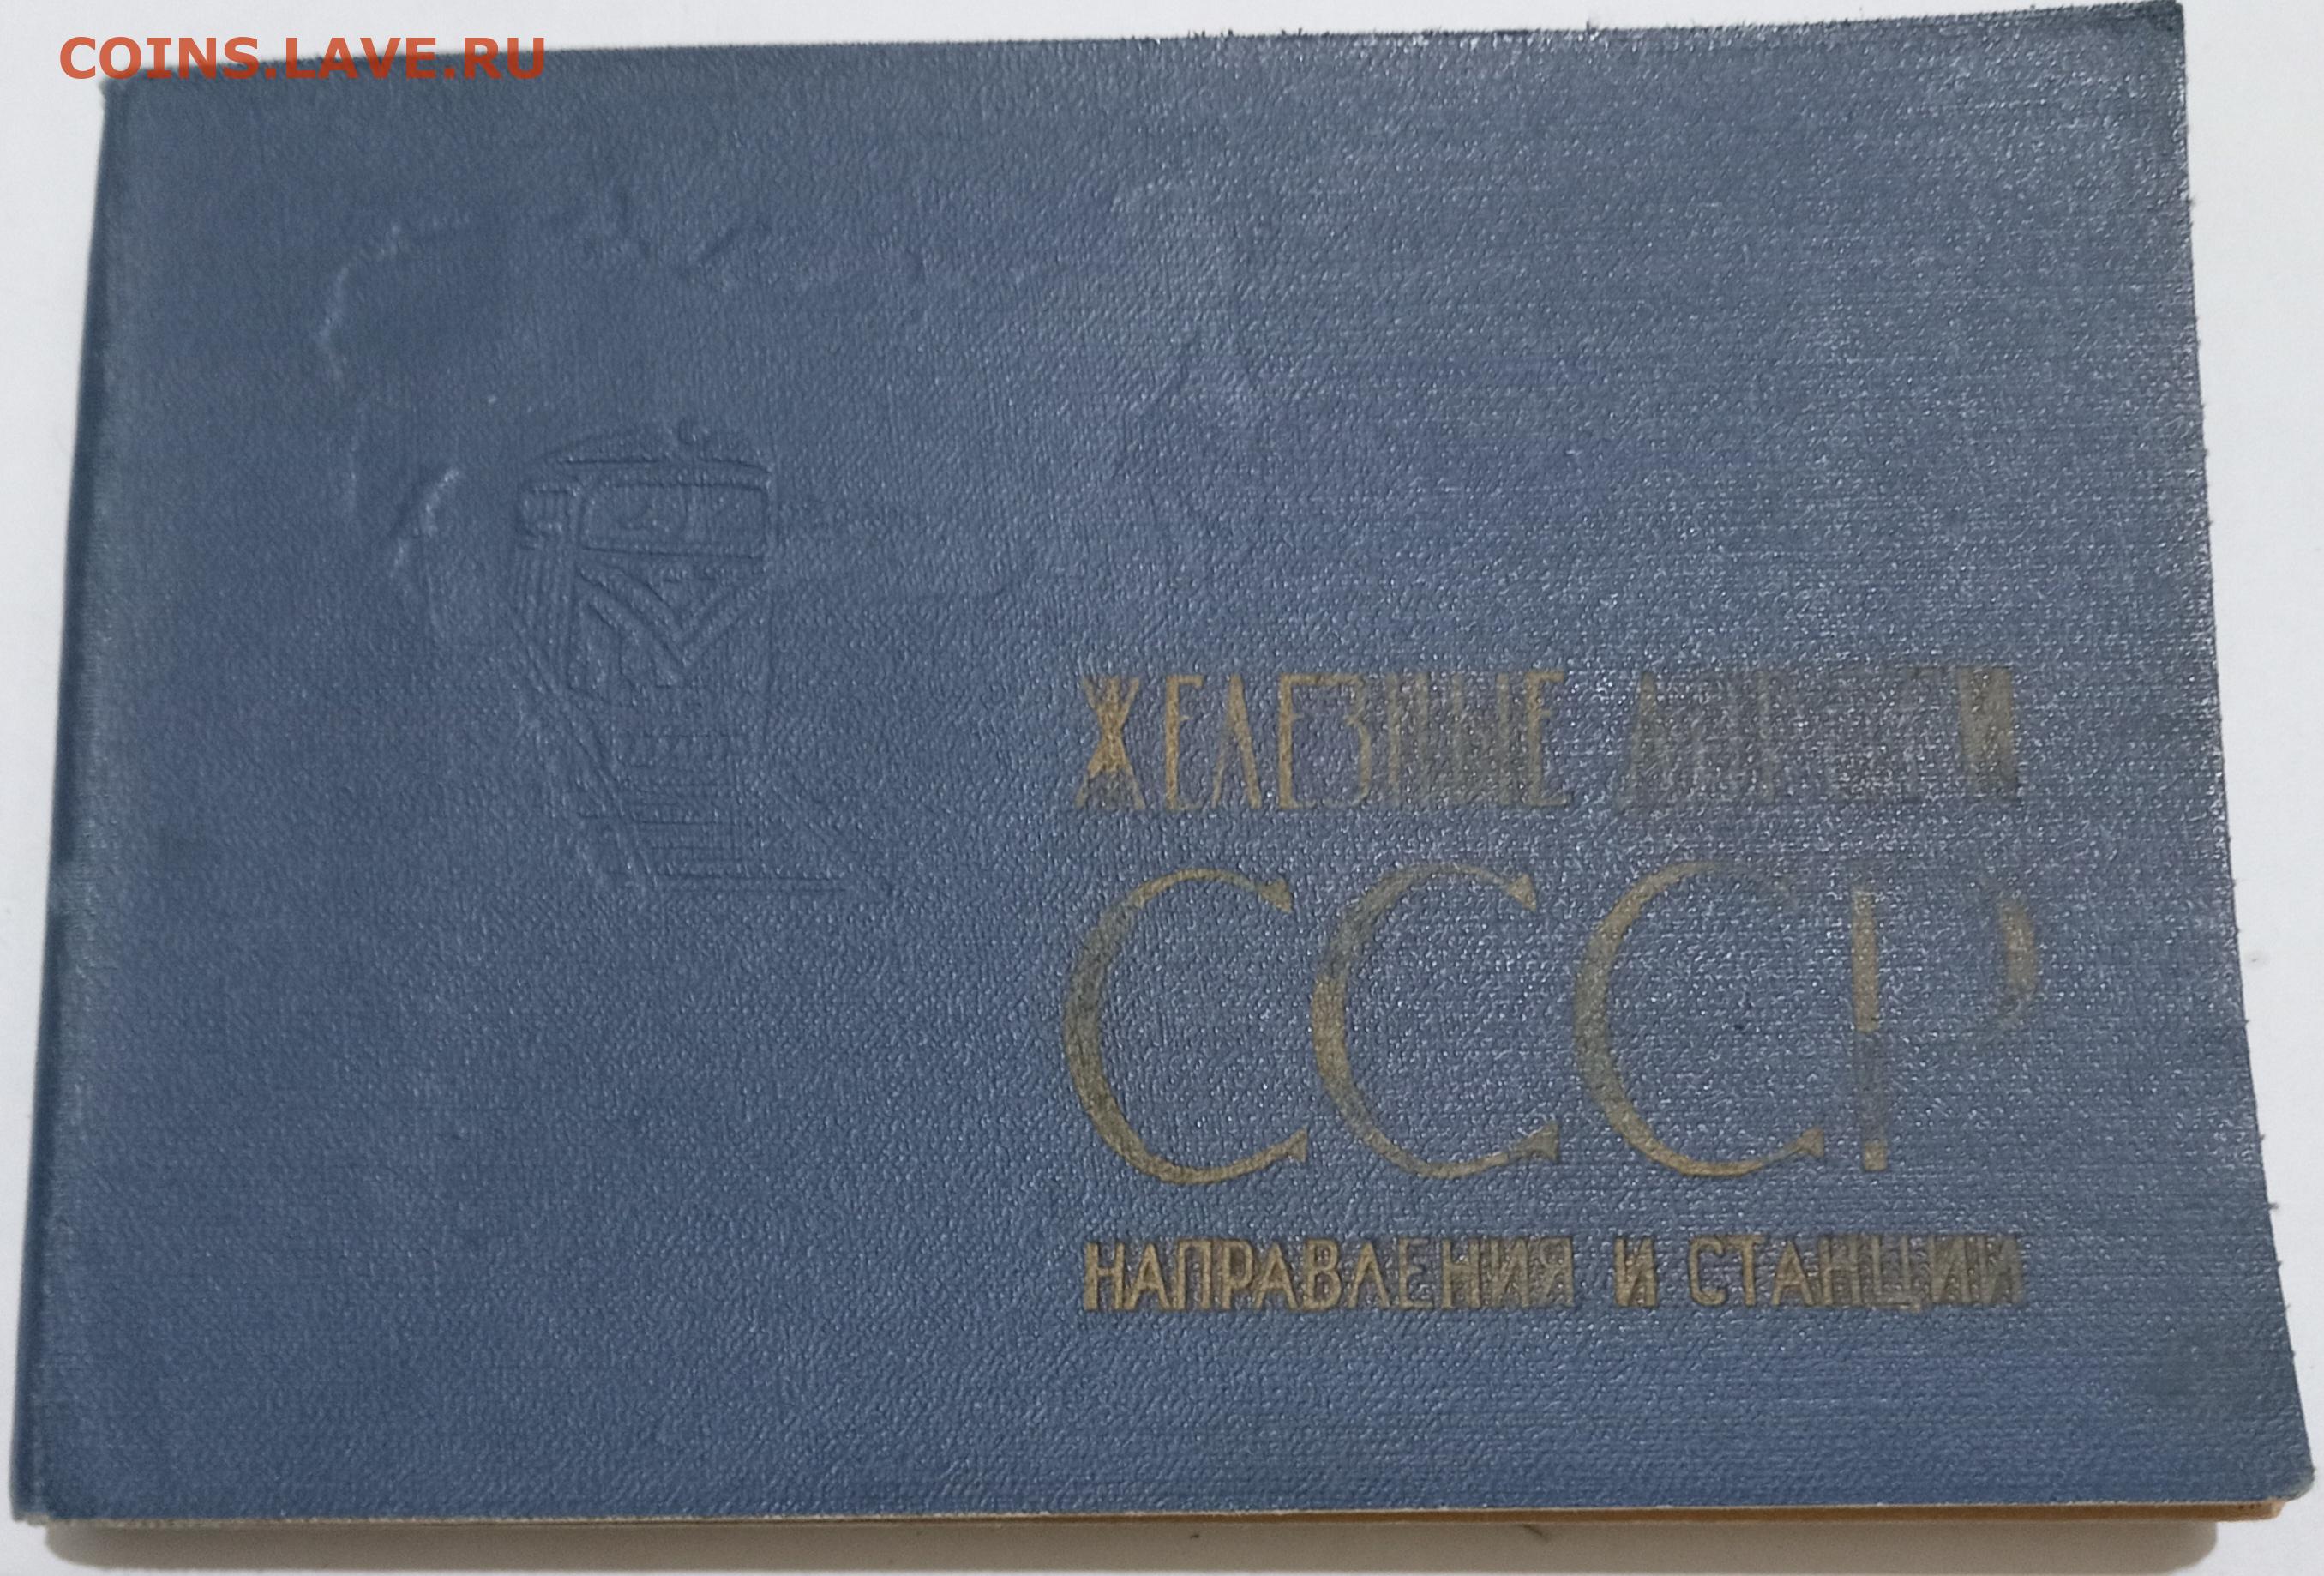 COINS.LAVE.RU
ЖЕЛЕЗНЫЕ ДОРОГИ
СССР
НАПРАВЛЕНИЯ И СТАНЦИИ